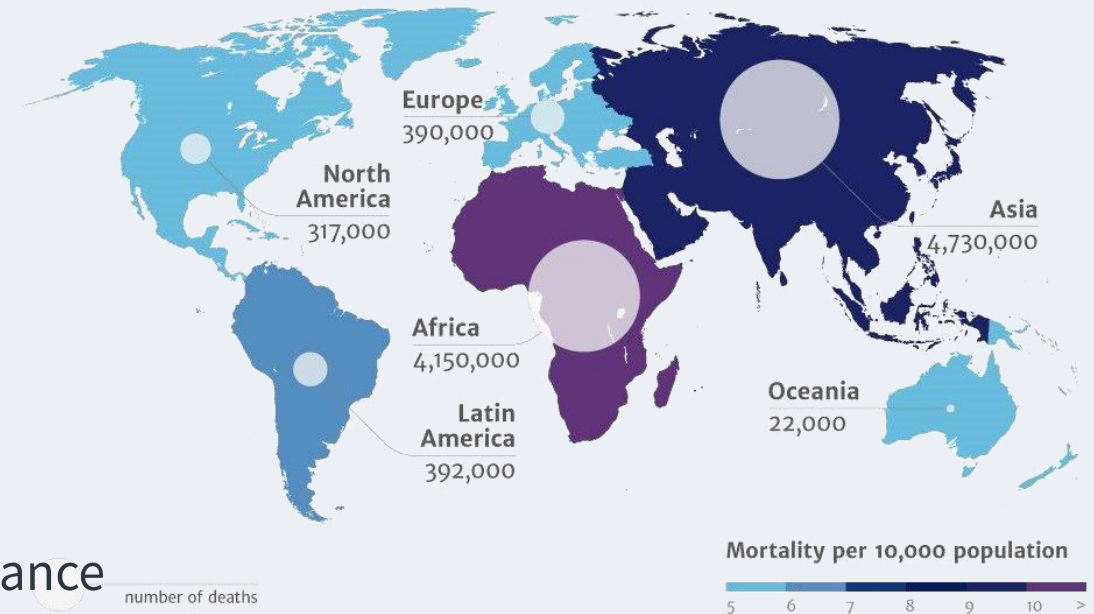 Europe
390,000
North
America
317,000
Asia
4,730,000
Africa
4,150,000
Latin
America
392,000
Oceania
22,000
ance
number of deaths
Mortality per 10,000 population
5 6 7 8 9 10 >